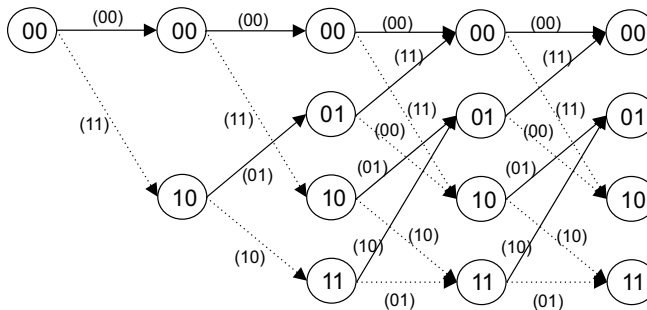 (00) (00) (00) (00)
00 00 00 00 00
(11) (11)
(11) (11) (11) (11)
01 01 01
(00) (00)
(01) (01) (01)
10 10 10 10
(10) (10) (10) (10) (10)
11 11 11
(01) (01)